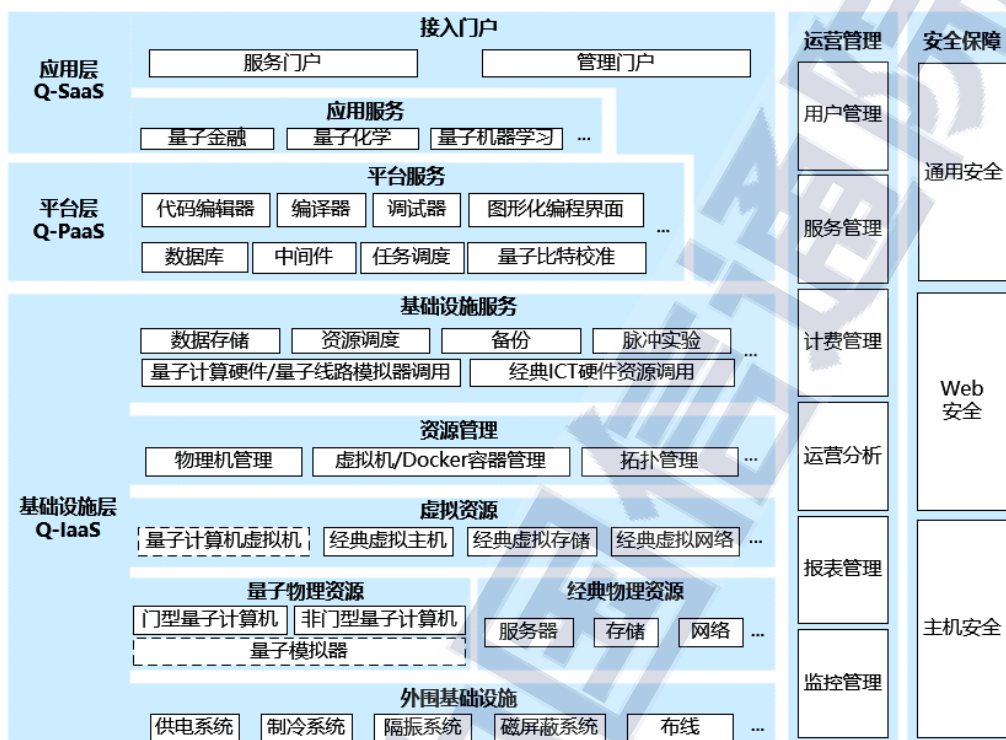 接入门户
应用层
Q-SaaS
服务门户
管理门户
应用服务
量子金融
量子化学
量子机器学习
...
平台层
Q-PaaS
平台服务
代码编辑器
编译器
调试器
图形化编程界面
...
数据库
中间件
任务调度
量子比特校准
基础设施层
Q-IaaS
基础设施服务
数据存储
资源调度
备份
脉冲实验
...
量子计算硬件/量子线路模拟器调用
经典ICT硬件资源调用
资源管理
物理机管理
虚拟机/Docker容器管理
拓扑管理
...
虚拟资源
量子计算机虚拟机
经典虚拟主机
经典虚拟存储
经典虚拟网络
...
量子物理资源
门型量子计算机
非门型量子计算机
量子模拟器
经典物理资源
服务器
存储
网络
...
外围基础设施
供电系统
制冷系统
隔振系统
磁屏蔽系统
布线
...
运营管理
用户管理
服务管理
计费管理
运营分析
报表管理
监控管理
安全保障
通用安全
Web
安全
主机安全